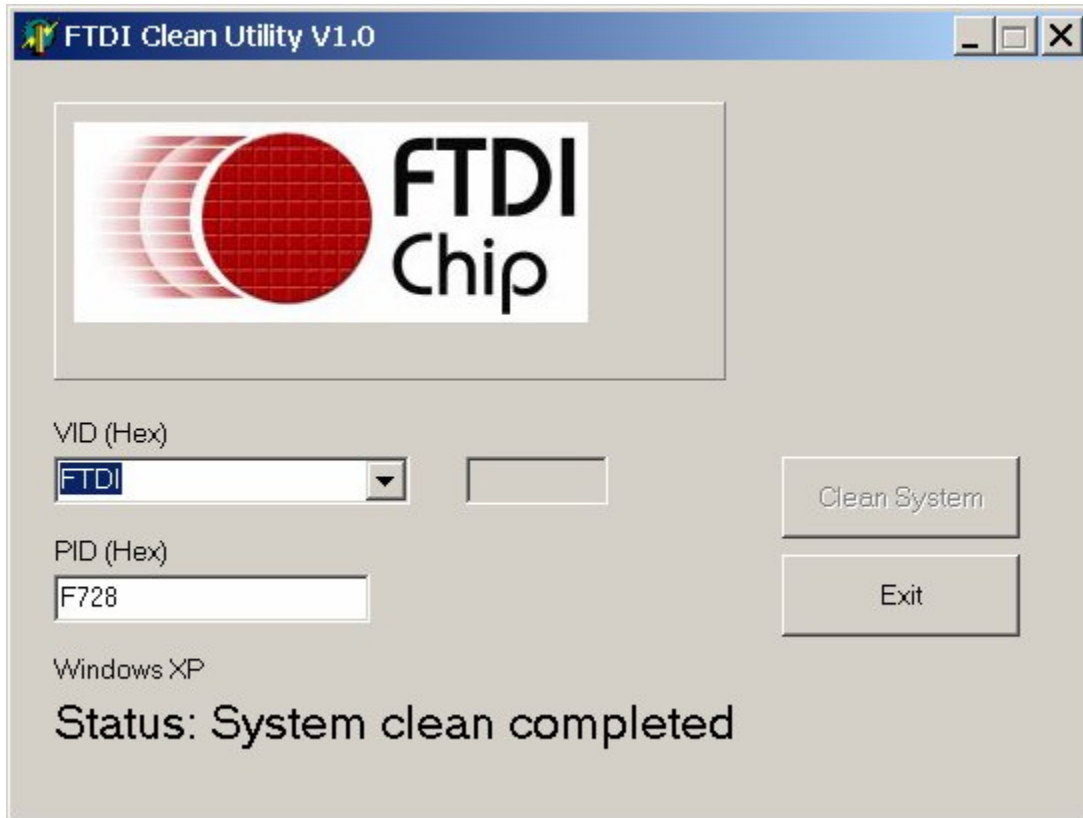 FTDI Clean Utility V1.0
FTDI
Chip
VID (Hex)
FTDI
Clean System
PID (Hex)
F728
Exit
Windows XP
Status: System clean completed